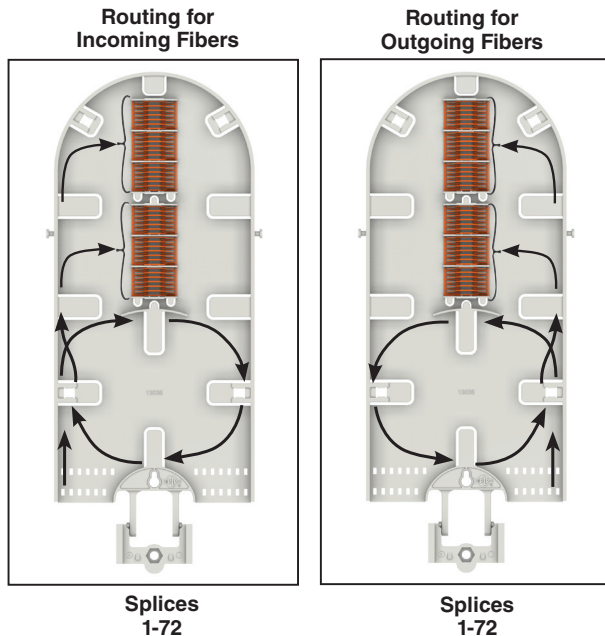 Routing for
Incoming Fibers
Splices
1-72
Routing for
Outgoing Fibers
Splices
1-72